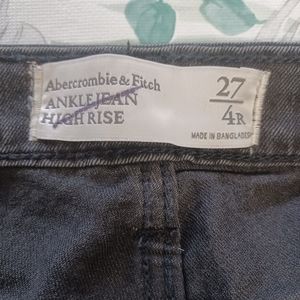 Abercrombie & Fitch
ANKLE JEAN
HIGH RISE
27
4R
MADE IN BANGLADESH